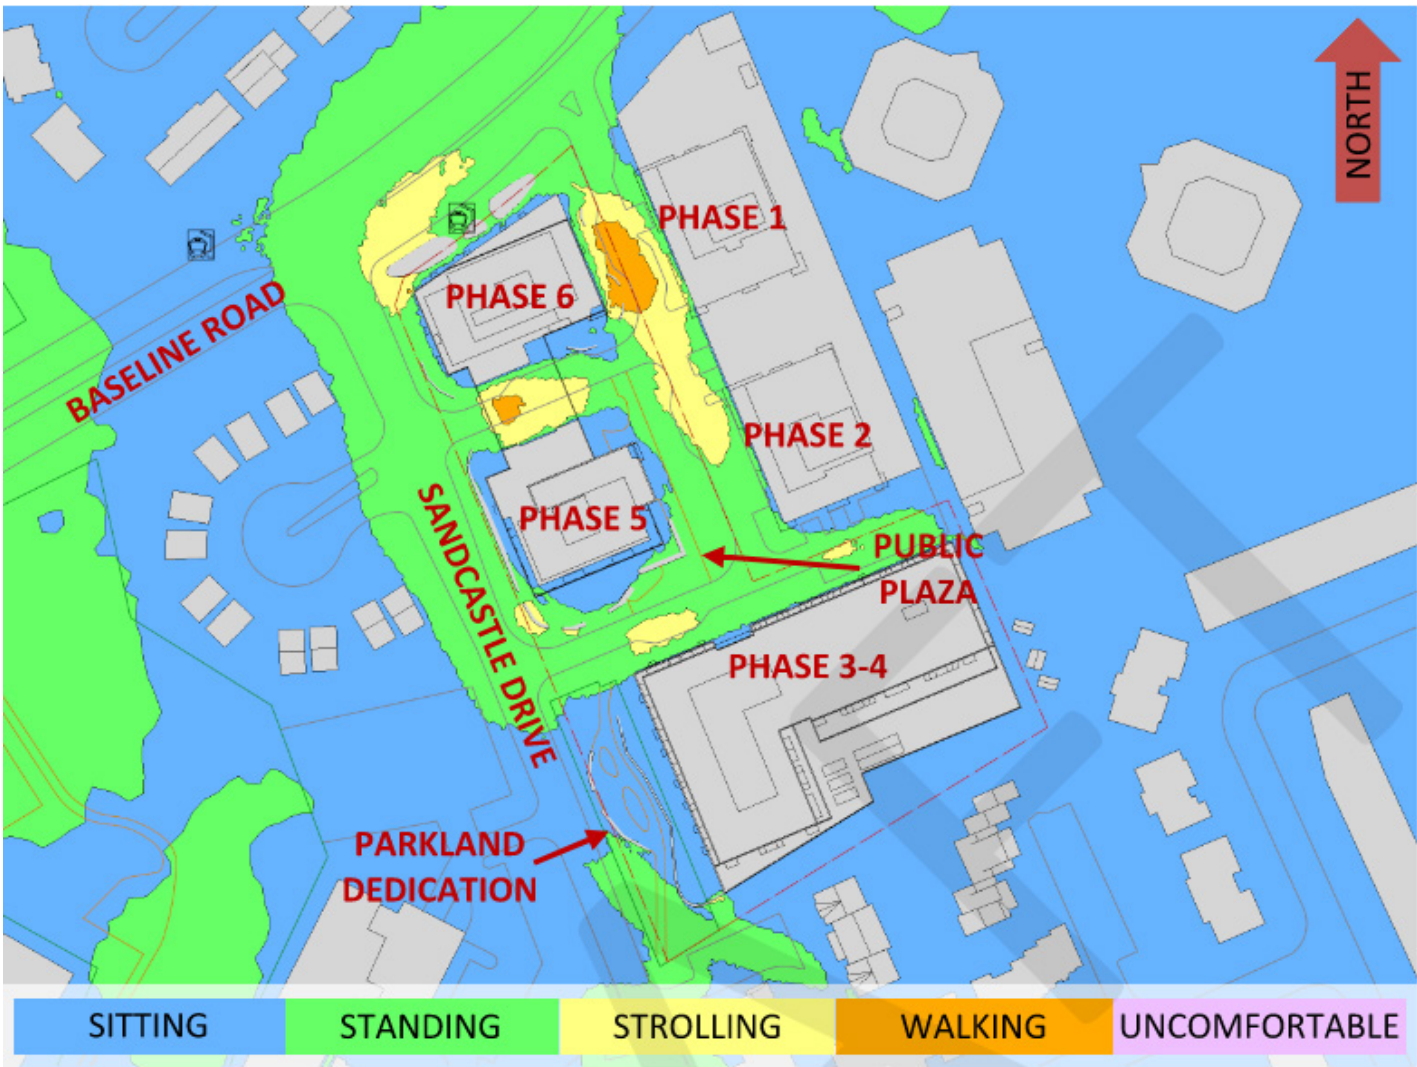 NORTH
PHASE 1
PHASE 6
BASELINE ROAD
PHASE 2
SANDCASTLE DRIVE
PHASE 5
PUBLIC
PLAZA
PHASE 3-4
PARKLAND
DEDICATION
SITTING
STANDING
STROLLING
WALKING
UNCOMFORTABLE